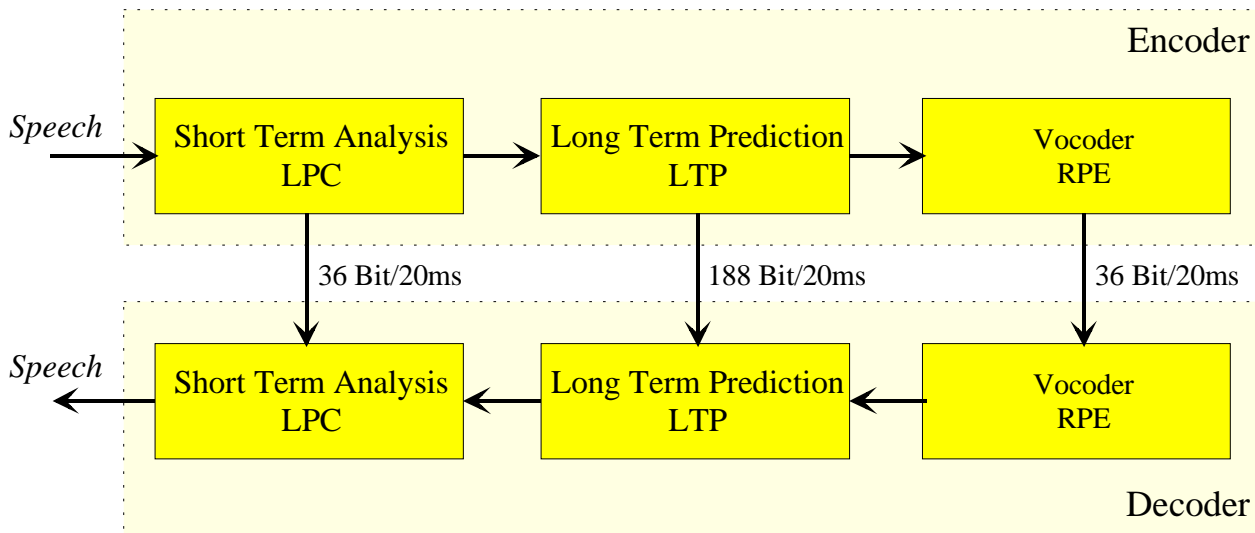 Encoder
Speech
Short Term Analysis
LPC
Long Term Prediction
LTP
Vocoder
RPE
36 Bit/20ms
188 Bit/20ms
36 Bit/20ms
Speech
Short Term Analysis
LPC
Long Term Prediction
LTP
Vocoder
RPE
Decoder